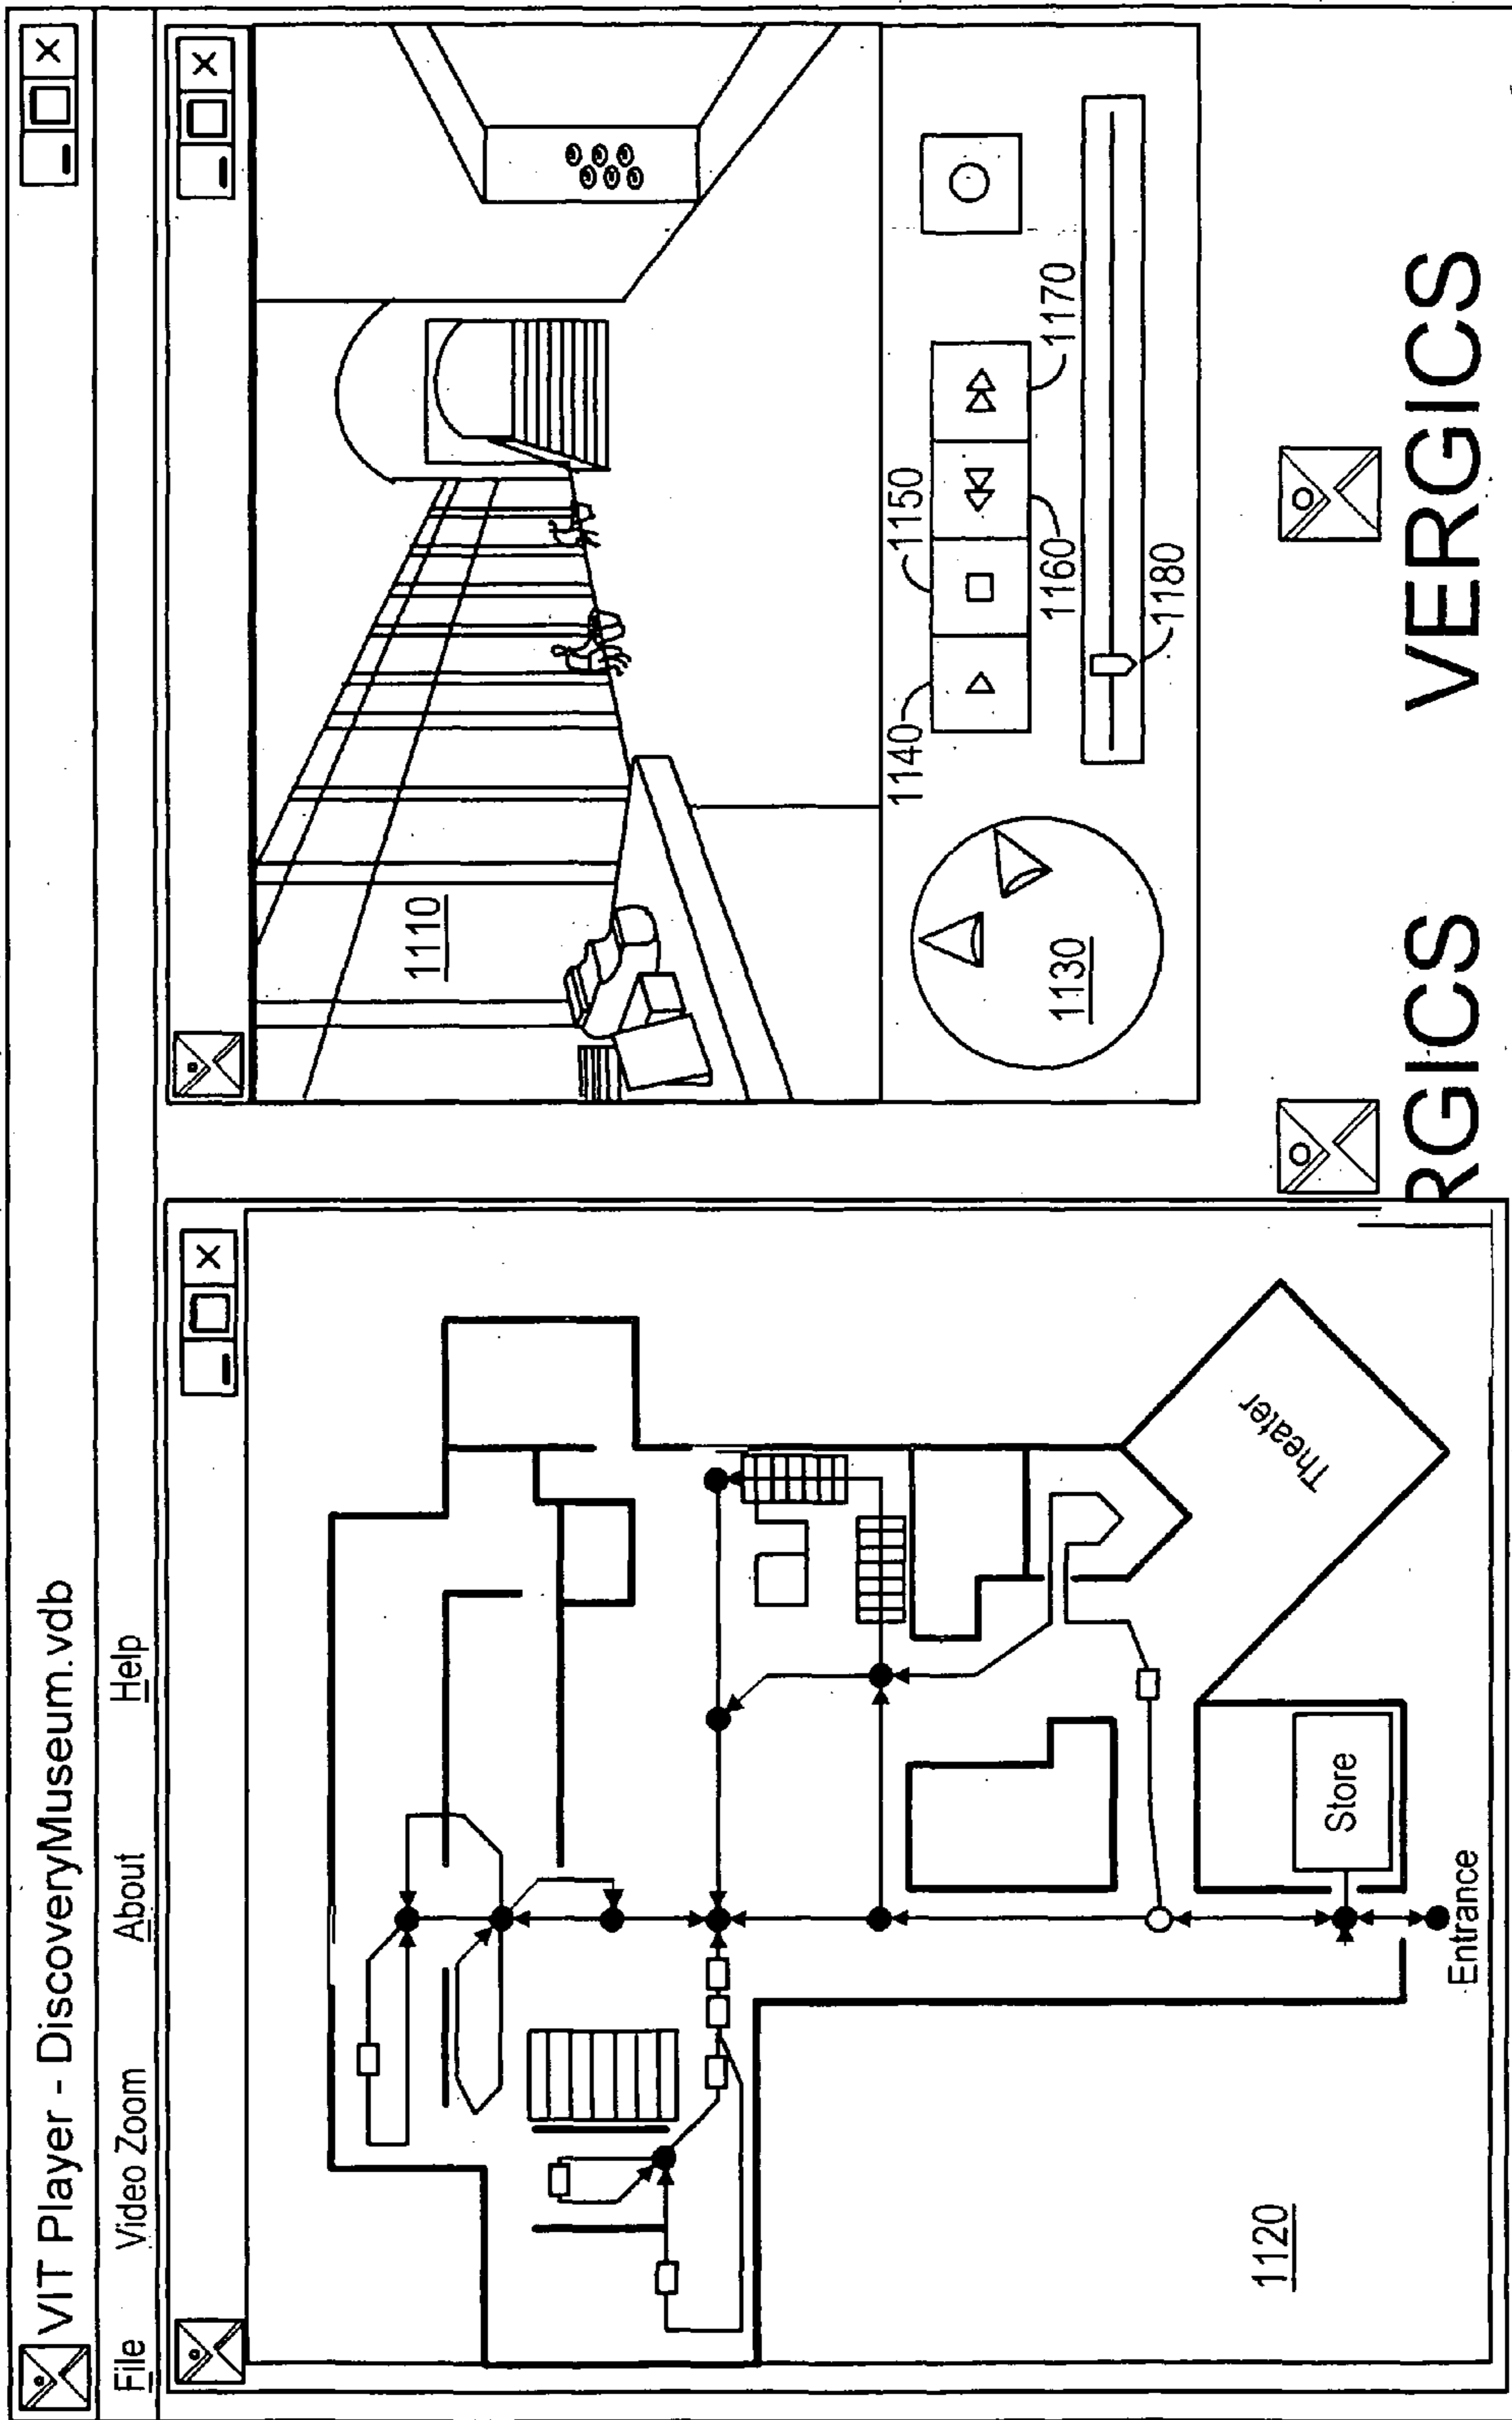 VIT Player - DiscoveryMuseum.vdb
File Video Zoom About Help
Theater
Store
Entrance
1120
1110
1130
1140
1150
1160
1170
1180
RGICS
VERGICS